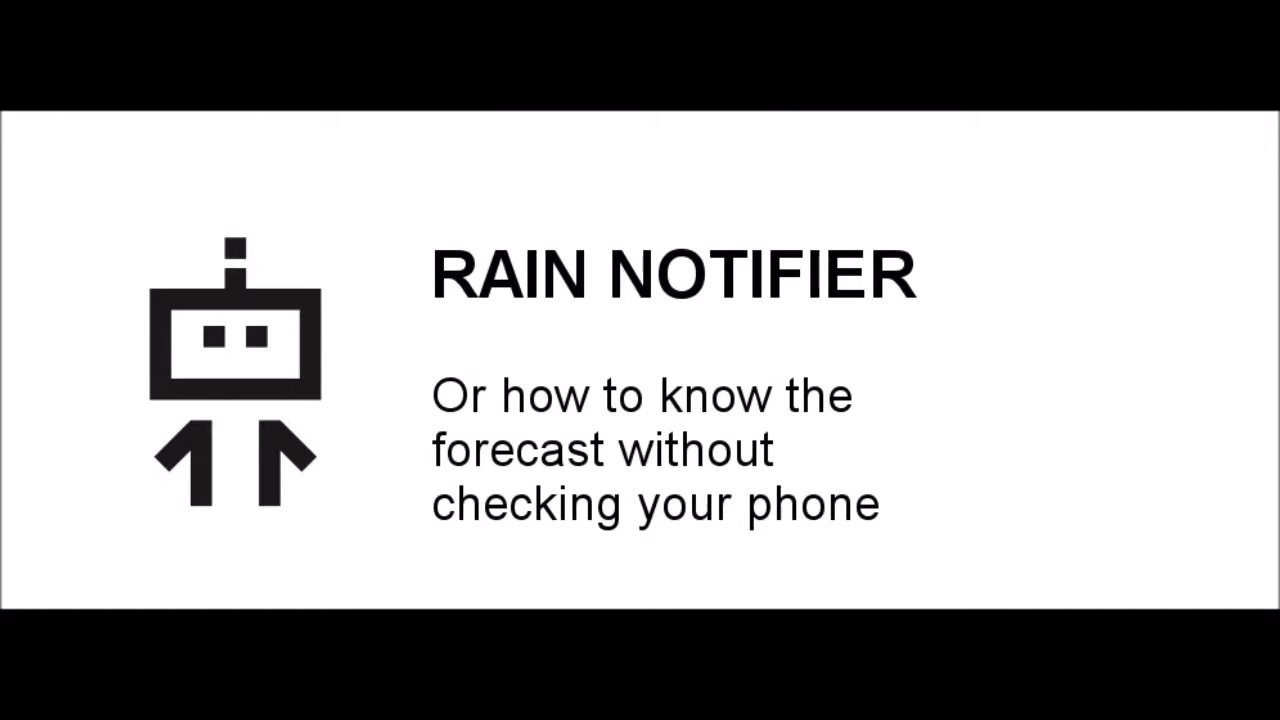 RAIN NOTIFIER
Or how to know the
forecast without
checking your phone